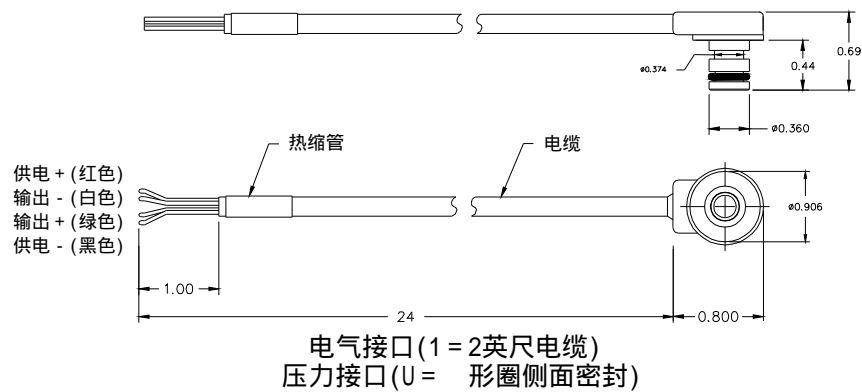 0.69
0.44
ø0.374
ø0.360
热缩管
电缆
供电 + (红色)
输出 - (白色)
输出 + (绿色)
供电 - (黑色)
ø0.906
1.00
24
0.800
电气接口(1 = 2英尺电缆)
压力接口(U = 形圈侧面密封)